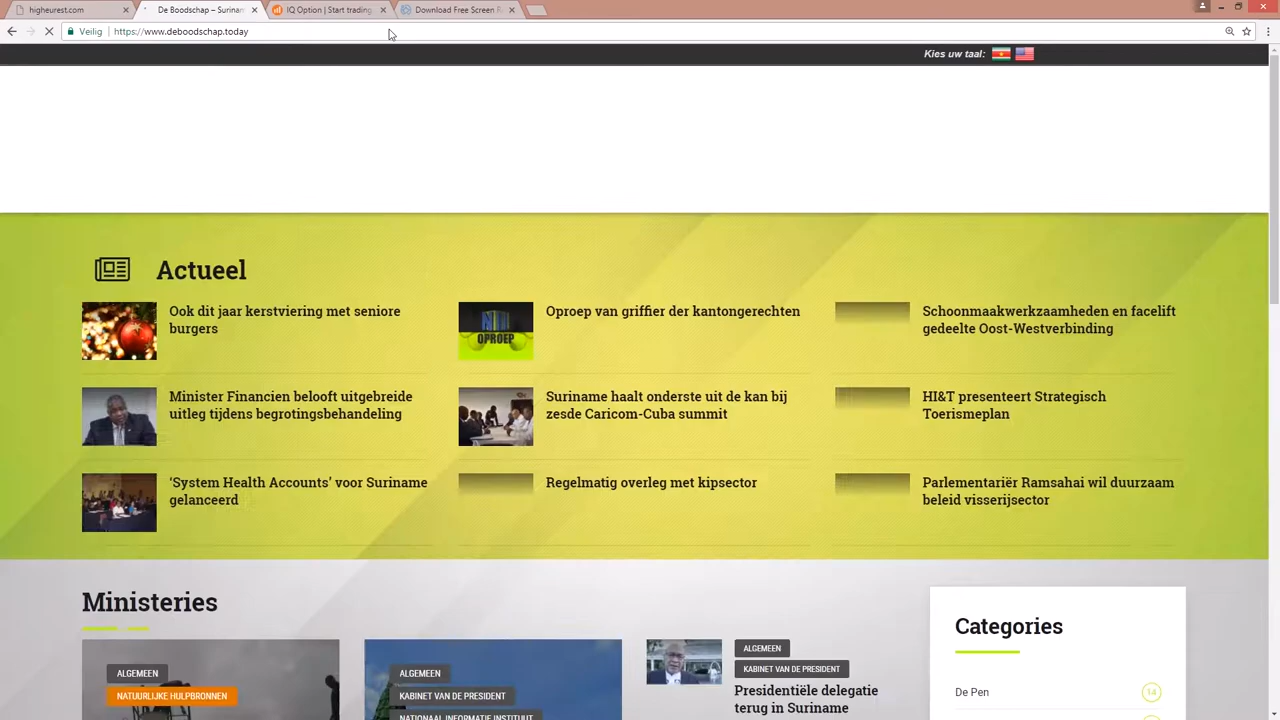 higheurest.com
De Boodschap – Surinan
IQ Option | Start trading
Download Free Screen R
Veilig
https://www.deboodschap.today
Kies uw taal:
Actueel
Ook dit jaar kerstviering met seniore
burgers
Oproep van griffier der kantongerechten
Schoonmaakwerkzaamheden en facelift
gedeelte Oost-Westverbinding
OPROEP
Minister Financien belooft uitgebreide
uitleg tijdens begrotingsbehandeling
Suriname haalt onderste uit de kan bij
zesde Caricom-Cuba summit
HI&T presenteert Strategisch
Toerismeplan
‘System Health Accounts’ voor Suriname
gelanceerd
Regelmatig overleg met kipsector
Parlementariër Ramsahai wil duurzaam
beleid visserijsector
Ministeries
ALGEMEEN
NATUURLIJKE HULPBRONNEN
ALGEMEEN
KABINET VAN DE PRESIDENT
NATIONAAL INFORMATIE INSTITUUT
ALGEMEEN
KABINET VAN DE PRESIDENT
Presidentiële delegatie
terug in Suriname
Categories
De Pen
14